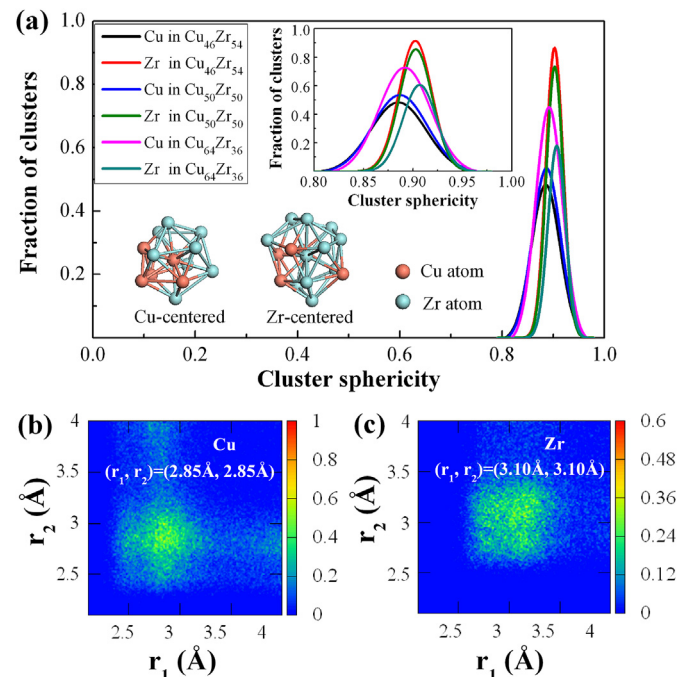 (a)
Fraction of clusters
1.0
0.8
0.6
0.4
0.2
0.0 0.2 0.4 0.6 0.8 1.0
Cluster sphericity
Cu in Cu46Zr54
Zr in Cu46Zr54
Cu in Cu50Zr50
Zr in Cu50Zr50
Cu in Cu64Zr36
Zr in Cu64Zr36
Fraction of clusters
1.0
0.8
0.6
0.4
0.2
0.80 0.85 0.90 0.95 1.00
Cluster sphericity
Cu-centered
Zr-centered
Cu atom
Zr atom
(b)
Cu
(r1, r2)=(2.85Å, 2.85Å)
r2 (Å)
4
3.5
3
2.5
2.5 3 3.5 4
r1 (Å)
1
0.8
0.6
0.4
0.2
0
(c)
Zr
(r1, r2)=(3.10Å, 3.10Å)
r2 (Å)
4
3.5
3
2.5
2.5 3 3.5 4
r1 (Å)
0.6
0.48
0.36
0.24
0.12
0